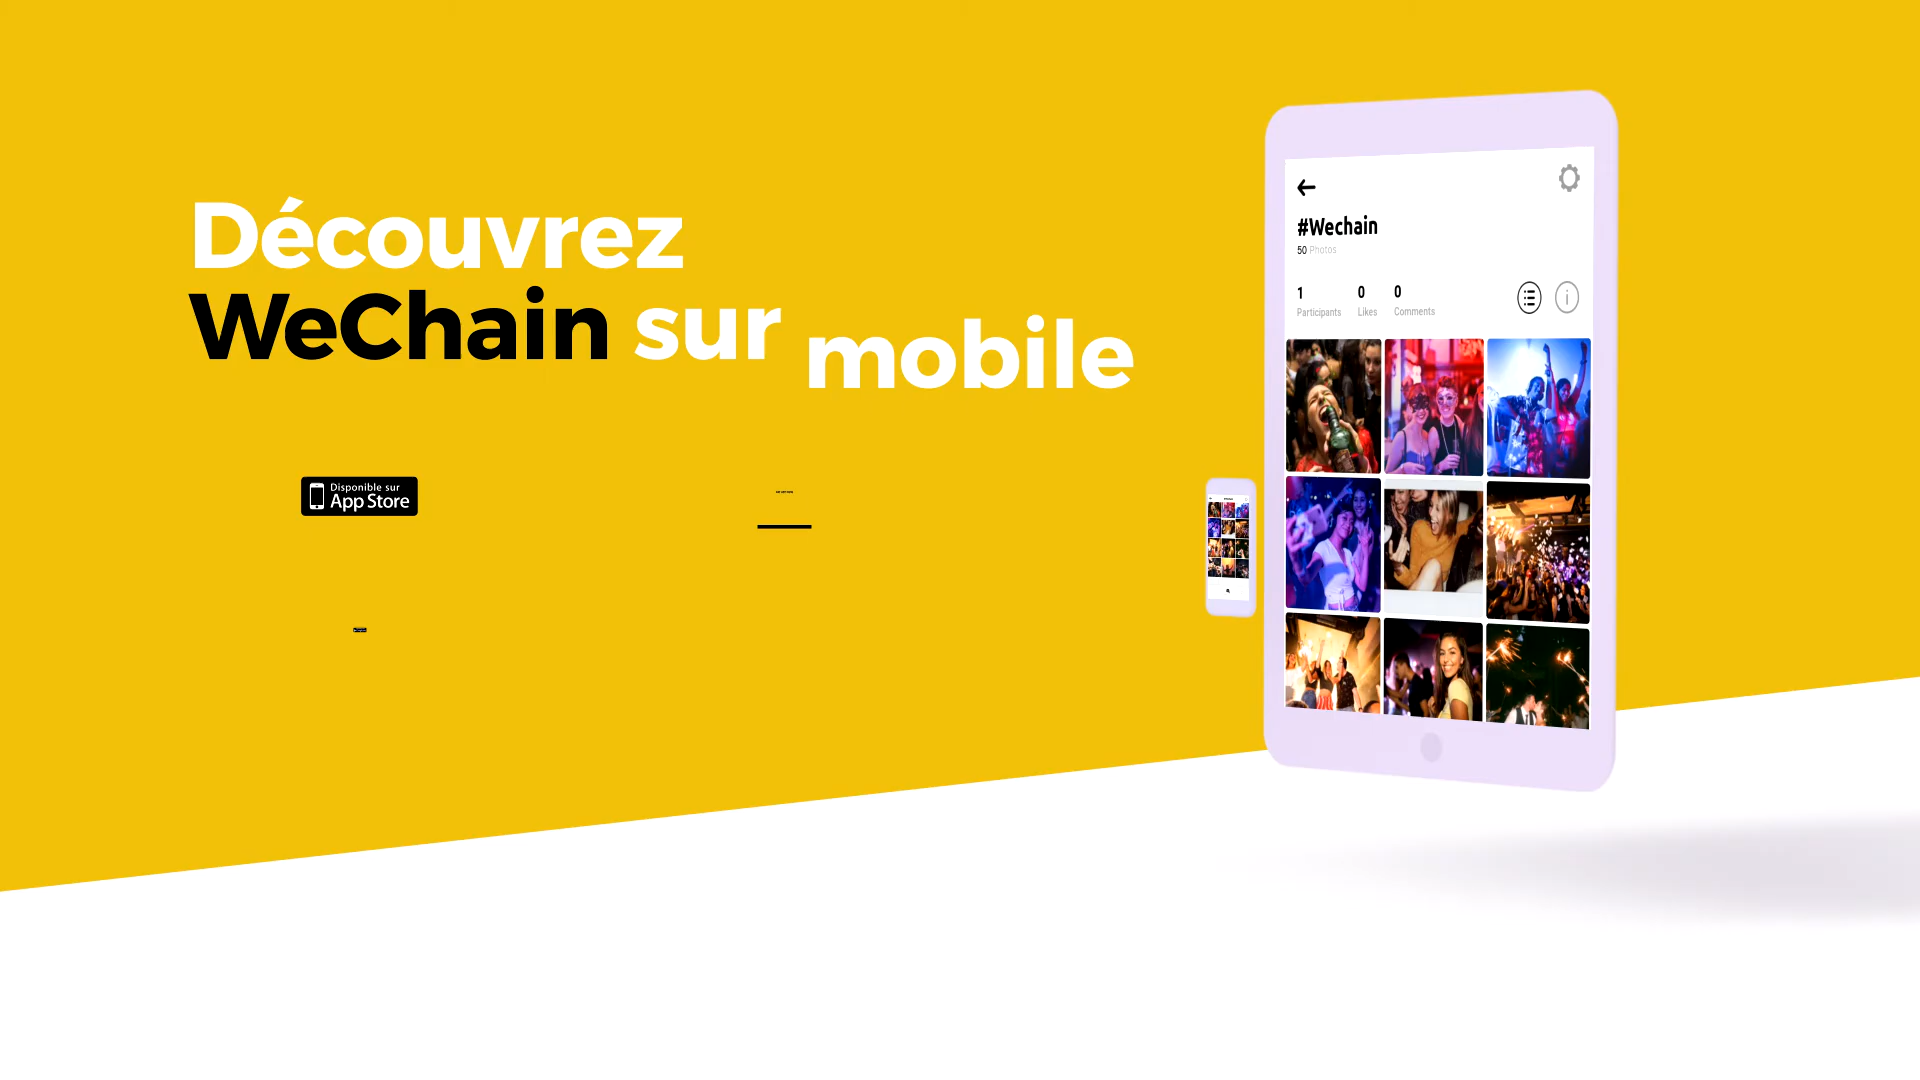 Découvrez
WeChain sur mobile
Disponible sur
App Store
#Wechain
50 Photos
1 0 0
Participants Likes Comments